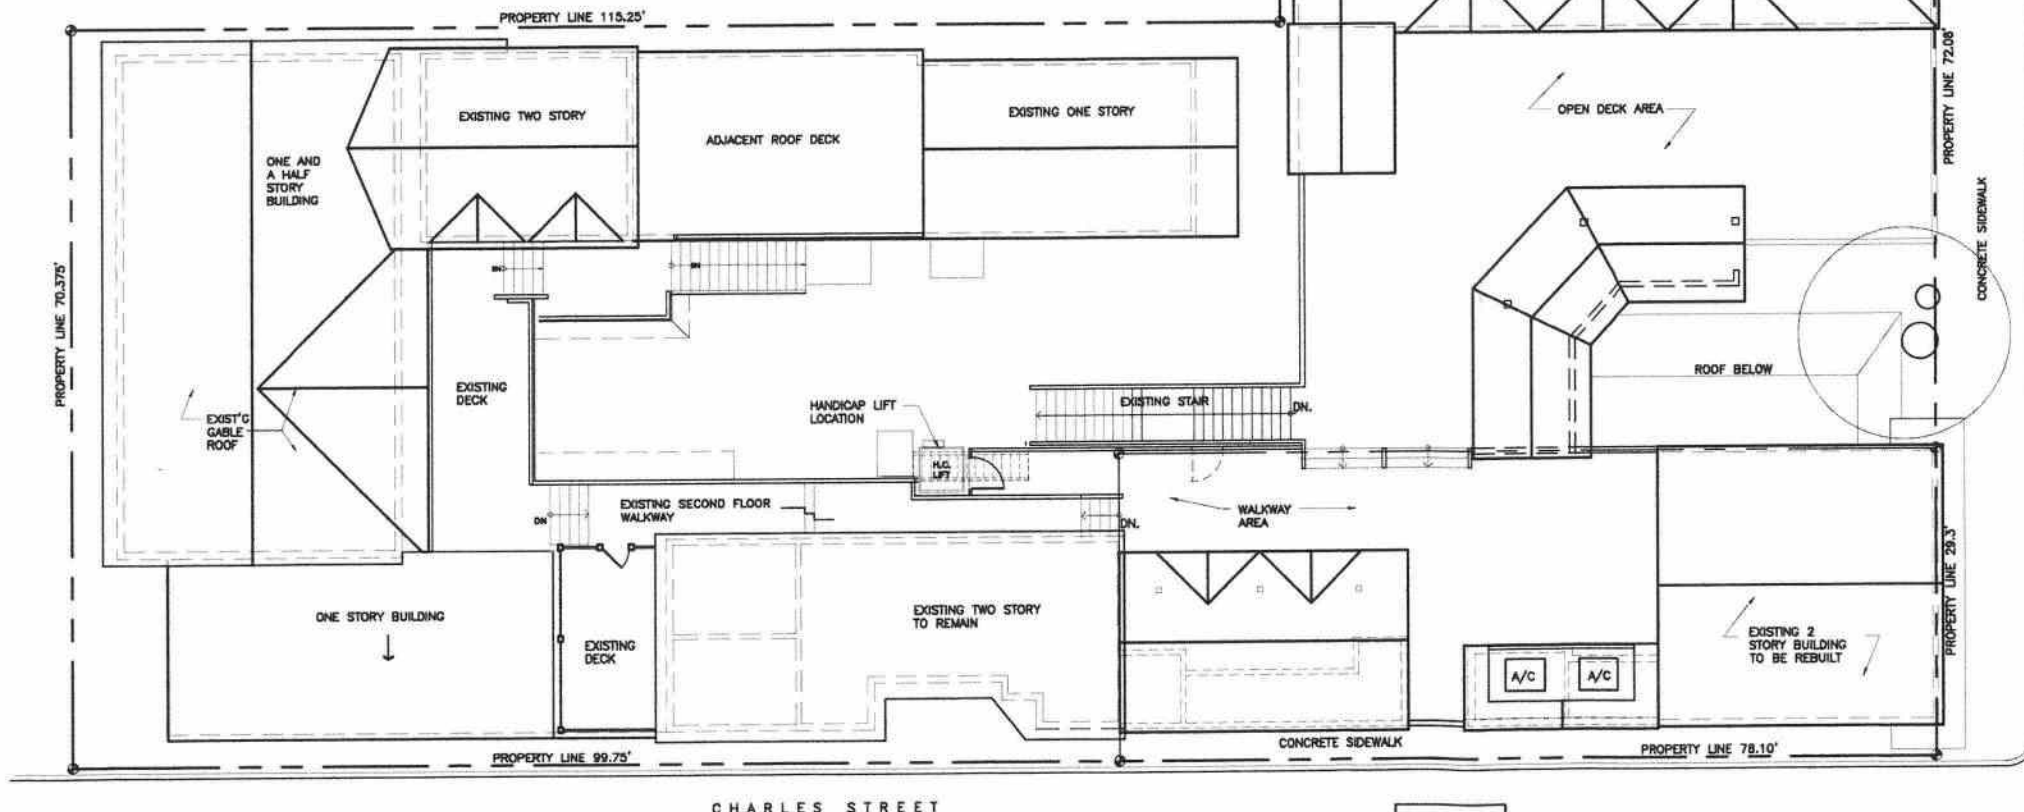 PROPERTY LINE 115.25'
PROPERTY LINE 72.08'
OPEN DECK AREA
EXISTING TWO STORY
ADJACENT ROOF DECK
EXISTING ONE STORY
ONE AND
A HALF
STORY
BUILDING
CONCRETE SIDEWALK
PROPERTY LINE 70.375'
DN
DN
EXISTING
DECK
EXIST'G
GABLE
ROOF
HANDICAP LIFT
LOCATION
H.C.
LIFT
EXISTING STAIR
DN.
ROOF BELOW
EXISTING SECOND FLOOR
WALKWAY
DN
DN.
WALKWAY
AREA
PROPERTY LINE 29.3'
ONE STORY BUILDING
EXISTING
DECK
EXISTING TWO STORY
TO REMAIN
A/C
A/C
EXISTING 2
STORY BUILDING
TO BE REBUILT
PROPERTY LINE 99.75'
CONCRETE SIDEWALK
PROPERTY LINE 78.10'
CHARLES STREET